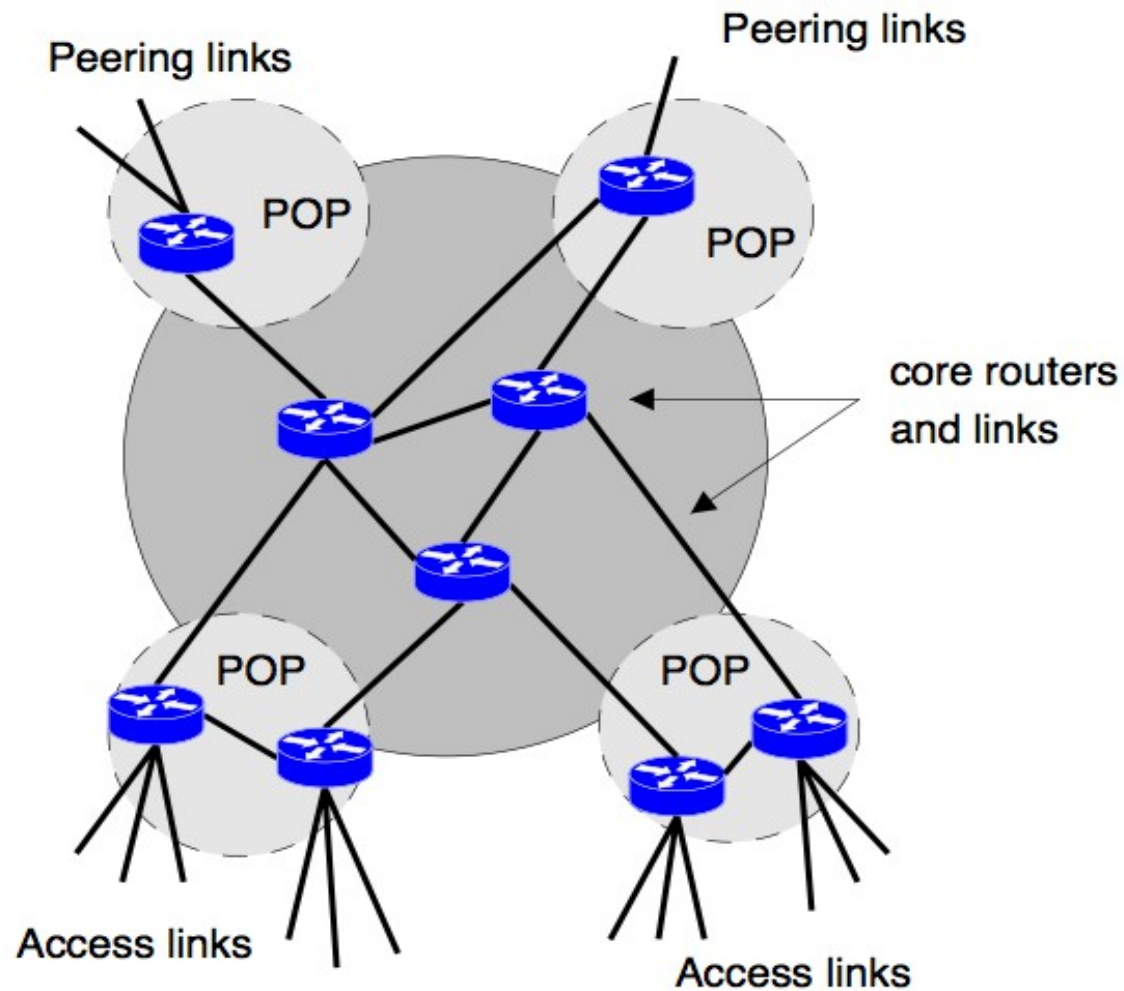 Peering links
Peering links
POP
POP
core routers
and links
POP
POP
Access links
Access links